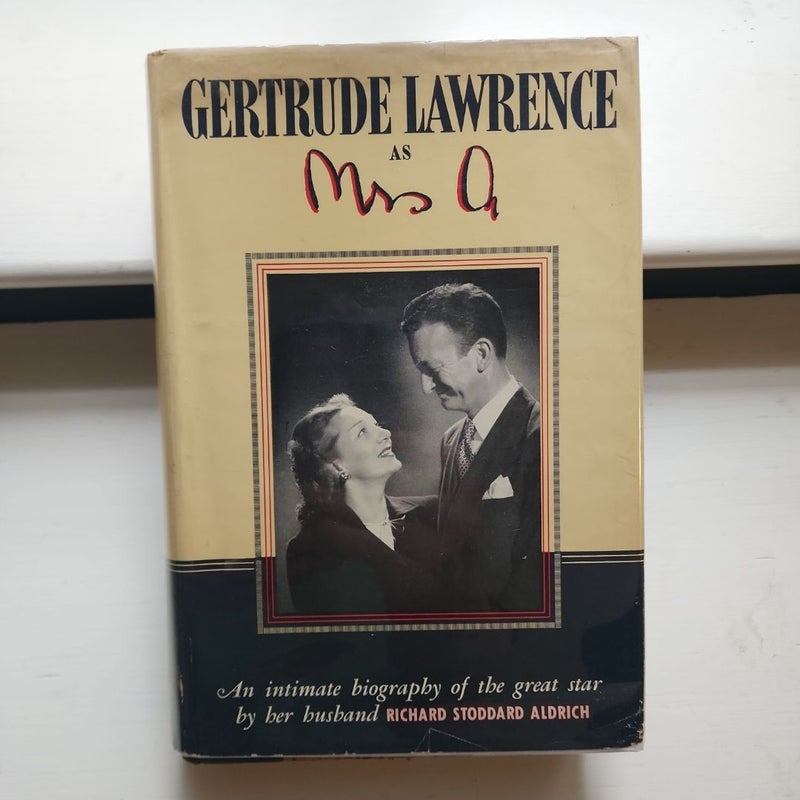 GERTRUDE LAWRENCE
AS
Mrs A
An intimate biography of the great star
by her husband RICHARD STODDARD ALDRICH